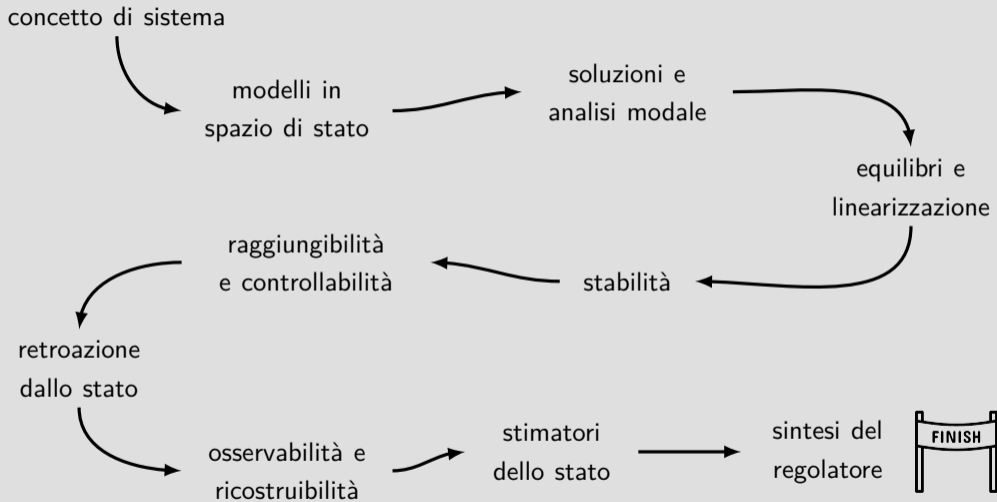 concetto di sistema
modelli in
spazio di stato
soluzioni e
analisi modale
equilibri e
linearizzazione
stabilità
raggiungibilità
e controllabilità
retroazione
dallo stato
osservabilità e
ricostruibilità
stimatori
dello stato
sintesi del
regolatore
FINISH